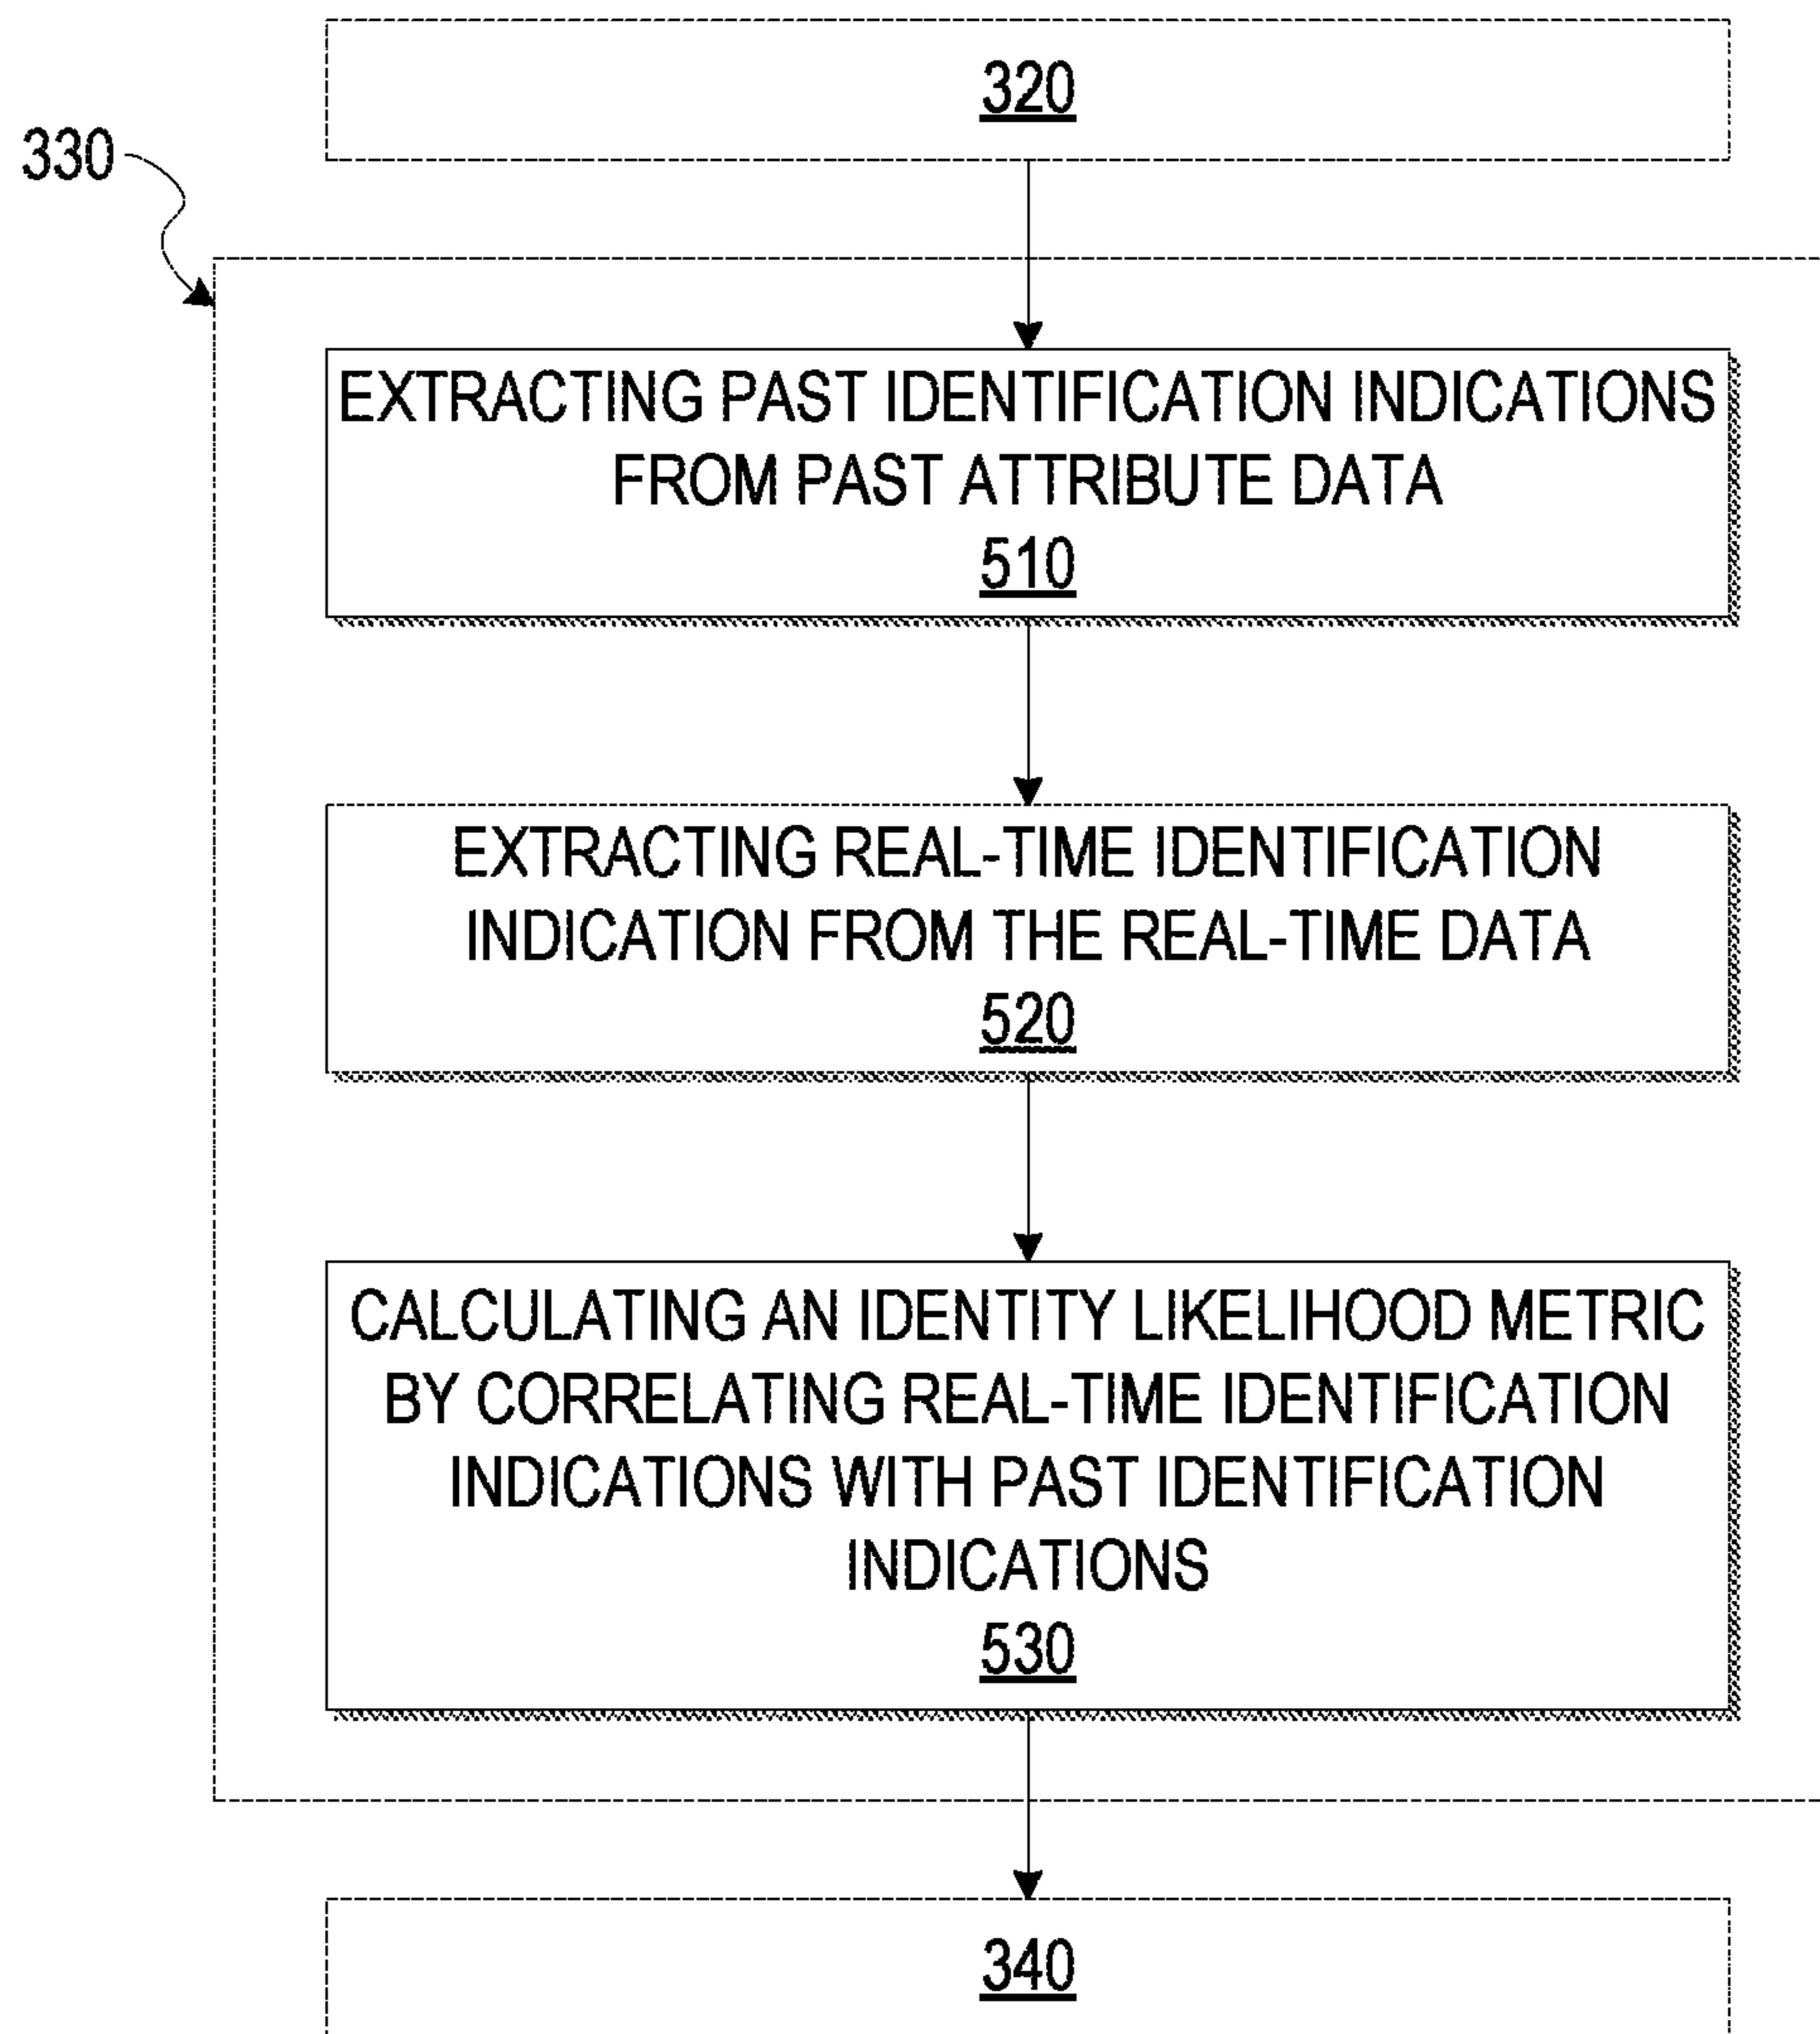 320
330
EXTRACTING PAST IDENTIFICATION INDICATIONS
FROM PAST ATTRIBUTE DATA
510
EXTRACTING REAL-TIME IDENTIFICATION
INDICATION FROM THE REAL-TIME DATA
520
CALCULATING AN IDENTITY LIKELIHOOD METRIC
BY CORRELATING REAL-TIME IDENTIFICATION
INDICATIONS WITH PAST IDENTIFICATION
INDICATIONS
530
340